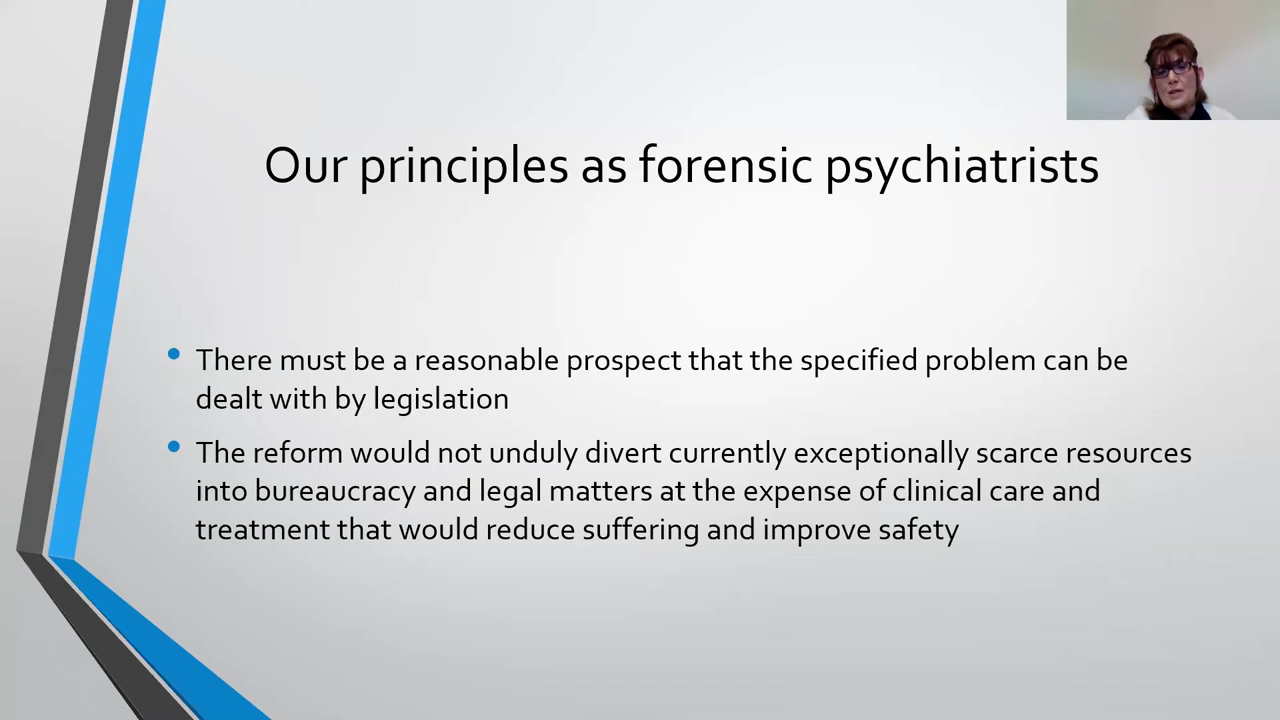 Our principles as forensic psychiatrists
There must be a reasonable prospect that the specified problem can be
dealt with by legislation
The reform would not unduly divert currently exceptionally scarce resources
into bureaucracy and legal matters at the expense of clinical care and
treatment that would reduce suffering and improve safety